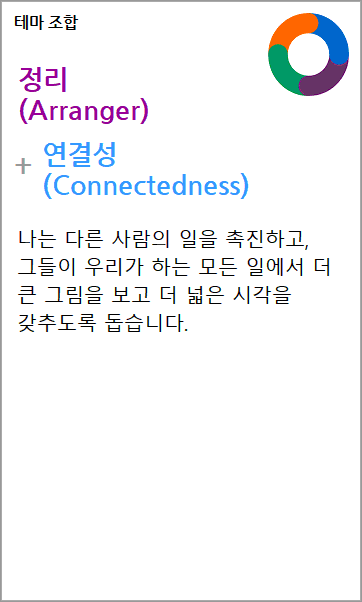 테마 조합
정리
(Arranger)
+ 연결성
(Connectedness)
나는 다른 사람의 일을 촉진하고,
그들이 우리가 하는 모든 일에서 더
큰 그림을 보고 더 넓은 시각을
갖추도록 돕습니다.